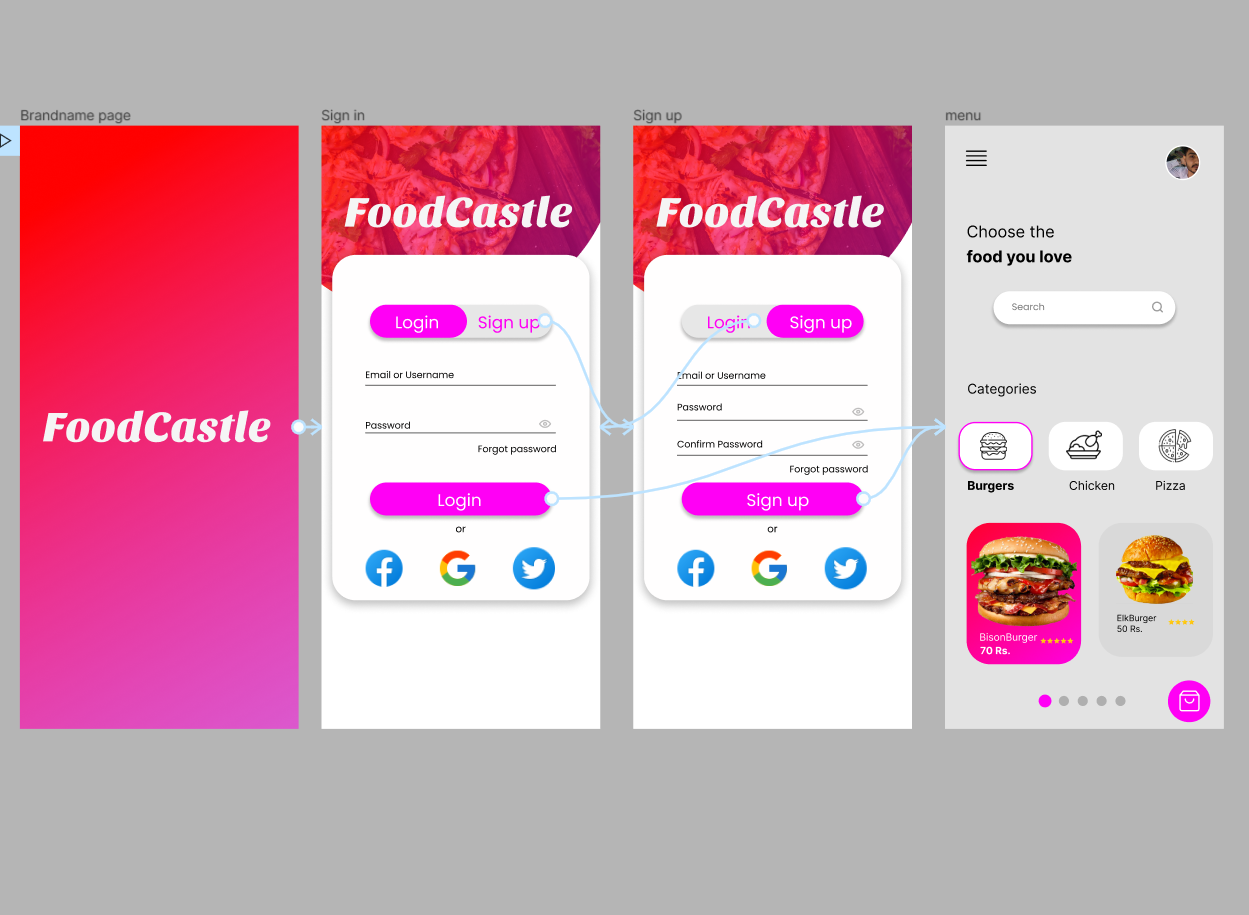 Brandname page
FoodCastle
Sign in
FoodCastle
Login Sign up
Email or Username
Password
Forgot password
Login
or
Sign up
FoodCastle
Login Sign up
Email or Username
Password
Confirm Password
Forgot password
Sign up
or
menu
Choose the
food you love
Search
Categories
Burgers Chicken Pizza
BisonBurger
70 Rs.
ElkBurger
50 Rs.